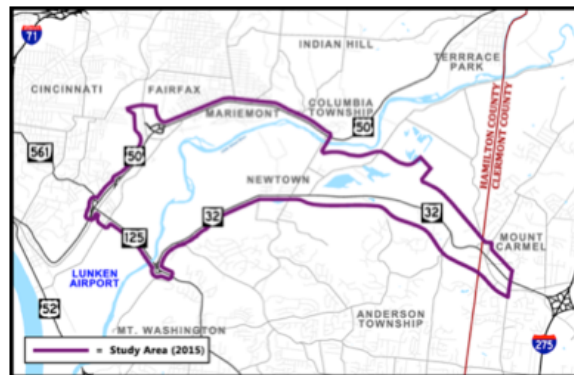 71
INDIAN HILL
TERRRACE
PARK
CINCINNATI
FAIRFAX
COLUMBIA
TOWNSHIP
MARIEMONT
50
561
50
HAMILTON COUNTY
CLERMONT COUNTY
NEWTOWN
32
32
125
MOUNT
CARMEL
LUNKEN
AIRPORT
52
ANDERSON
TOWNSHIP
MT. WASHINGTON
275
= Study Area (2015)